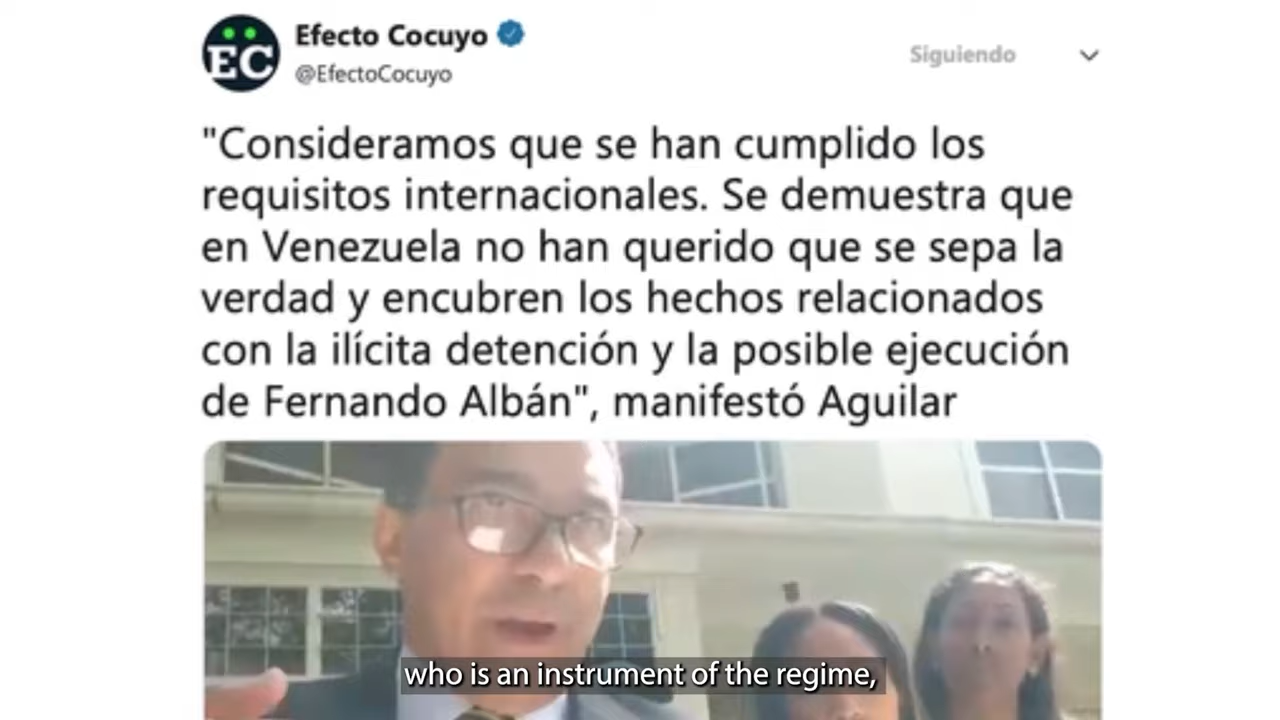 EC
Efecto Cocuyo
@EfectoCocuyo
Siguiendo
"Consideramos que se han cumplido los
requisitos internacionales. Se demuestra que
en Venezuela no han querido que se sepa la
verdad y encubren los hechos relacionados
con la ilícita detención y la posible ejecución
de Fernando Albán", manifestó Aguilar
who is an instrument of the regime,